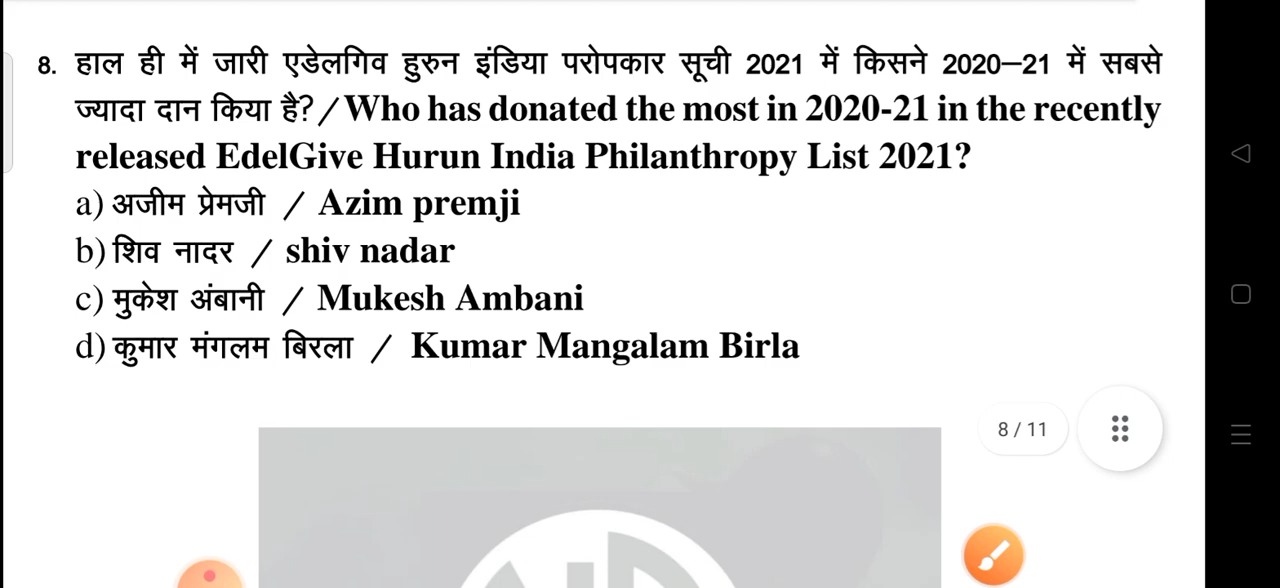 8. हाल ही में जारी एडेलगिव हुरुन इंडिया परोपकार सूची 2021 में किसने 2020–21 में सबसे
ज्यादा दान किया है?/Who has donated the most in 2020-21 in the recently
released EdelGive Hurun India Philanthropy List 2021?
a) अजीम प्रेमजी / Azim premji
b) शिव नादर / shiv nadar
c) मुकेश अंबानी / Mukesh Ambani
d) कुमार मंगलम बिरला / Kumar Mangalam Birla
8 / 11